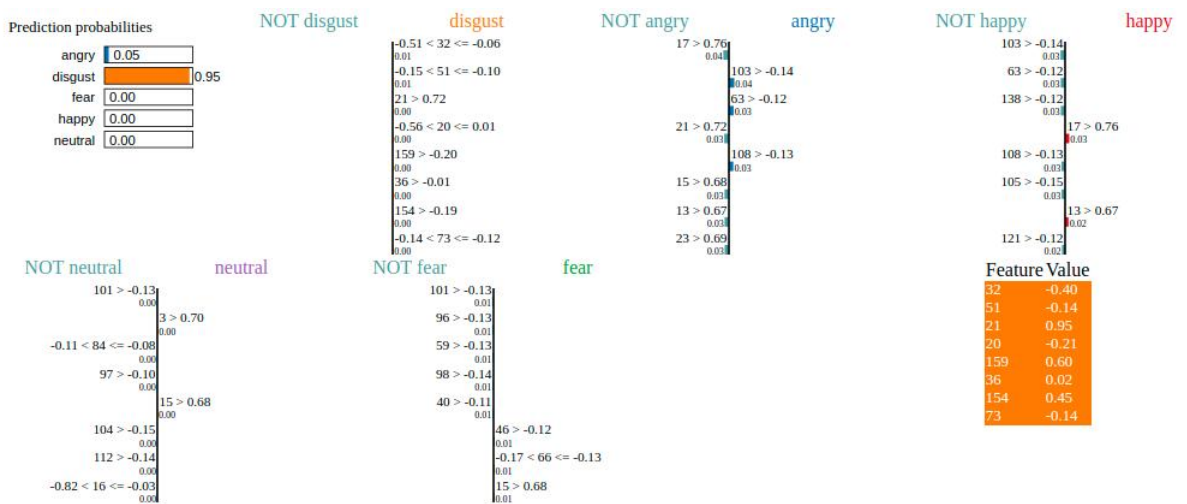 Prediction probabilities
angry 0.05
disgust 0.95
fear 0.00
happy 0.00
neutral 0.00
NOT disgust disgust
-0.51 < 32 <= -0.06
0.01
-0.15 < 51 <= -0.10
0.01
21 > 0.72
0.00
-0.56 < 20 <= 0.01
0.00
159 > -0.20
0.00
36 > -0.01
0.00
154 > -0.19
0.00
-0.14 < 73 <= -0.12
0.00
NOT angry angry
17 > 0.76
0.04
103 > -0.14
0.04
63 > -0.12
0.03
21 > 0.72
0.03
108 > -0.13
0.03
15 > 0.68
0.03
13 > 0.67
0.03
23 > 0.69
0.03
NOT happy happy
103 > -0.14
0.03
63 > -0.12
0.03
138 > -0.12
0.03
17 > 0.76
0.03
108 > -0.13
0.03
105 > -0.15
0.03
13 > 0.67
0.02
121 > -0.12
0.02
NOT neutral neutral
101 > -0.13
0.00
3 > 0.70
0.00
-0.11 < 84 <= -0.08
0.00
97 > -0.10
0.00
15 > 0.68
0.00
104 > -0.15
0.00
112 > -0.14
0.00
-0.82 < 16 <= -0.03
0.00
NOT fear fear
101 > -0.13
0.01
96 > -0.13
0.01
59 > -0.13
0.01
98 > -0.14
0.01
40 > -0.11
0.01
46 > -0.12
0.01
-0.17 < 66 <= -0.13
0.01
15 > 0.68
0.01
Feature Value
32 -0.40
51 -0.14
21 0.95
20 -0.21
159 0.60
36 0.02
154 0.45
73 -0.14